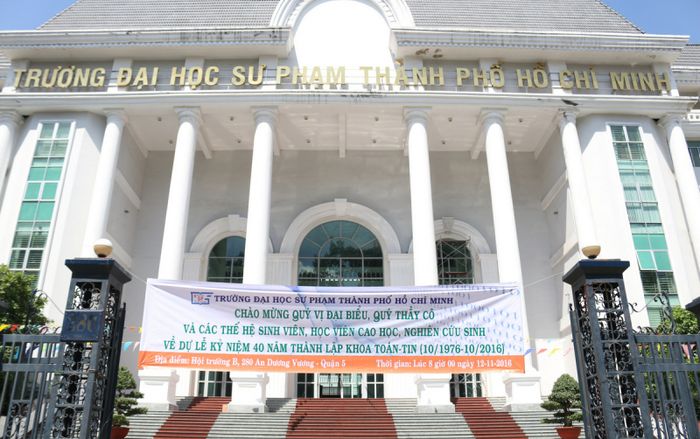 TRƯỜNG ĐẠI HỌC SƯ PHẠM THÀNH PHỐ HỒ CHÍ MINH
TRƯỜNG ĐẠI HỌC SƯ PHẠM THÀNH PHỐ HỒ CHÍ MINH
CHÀO MỪNG QUÝ VỊ ĐẠI BIỂU, QUÝ THẦY CÔ
VÀ CÁC THẾ HỆ SINH VIÊN, HỌC VIÊN CAO HỌC, NGHIÊN CỨU SINH
VỀ DỰ LỄ KỶ NIỆM 40 NĂM THÀNH LẬP KHOA TOÁN-TIN (10/1976-10/2016)
Địa điểm: Hội trường B, 280 An Dương Vương - Quận 5 Thời gian: Lúc 8 giờ 00 ngày 12-11-2016